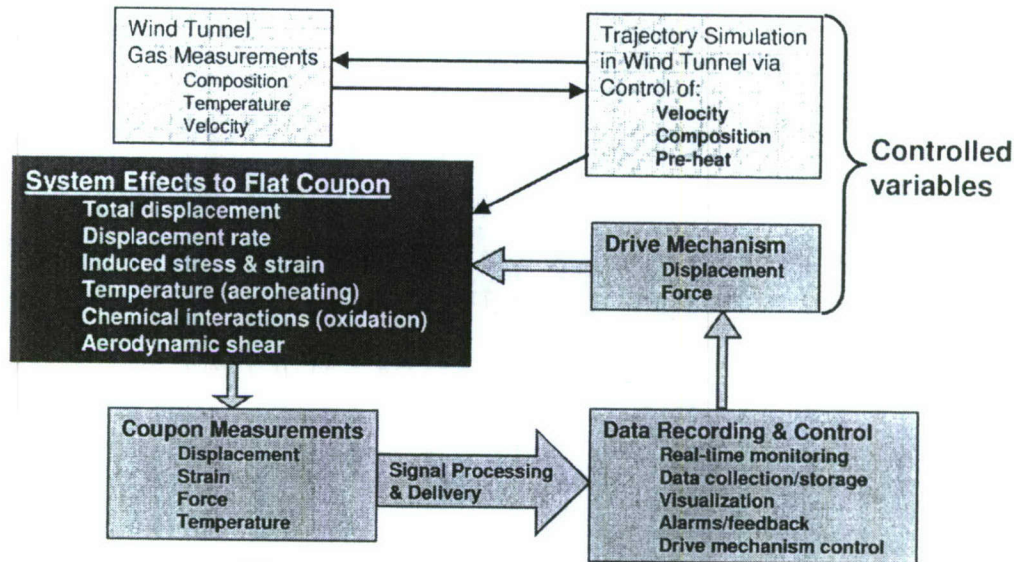 Wind Tunnel
Gas Measurements
Composition
Temperature
Velocity
Trajectory Simulation
in Wind Tunnel via
Control of:
Velocity
Composition
Pre-heat
Controlled
variables
System Effects to Flat Coupon
Total displacement
Displacement rate
Induced stress & strain
Temperature (aeroheating)
Chemical interactions (oxidation)
Aerodynamic shear
Drive Mechanism
Displacement
Force
Coupon Measurements
Displacement
Strain
Force
Temperature
Signal Processing
& Delivery
Data Recording & Control
Real-time monitoring
Data collection/storage
Visualization
Alarms/feedback
Drive mechanism control